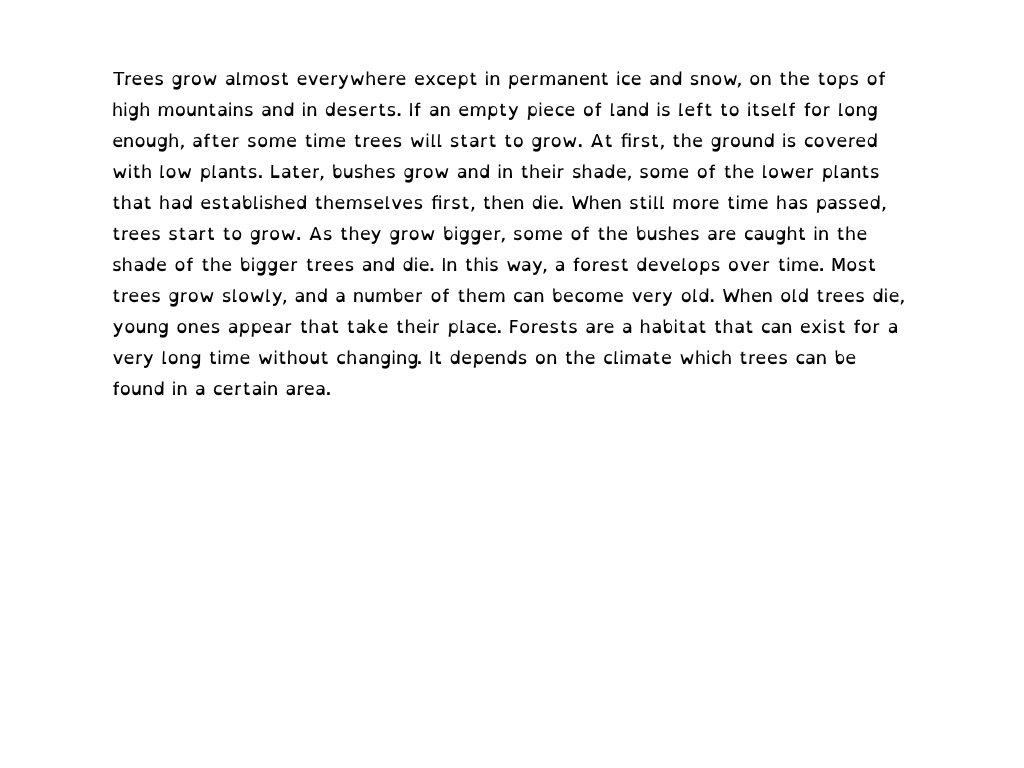 Trees grow almost everywhere except in permanent ice and snow, on the tops of
high mountains and in deserts. If an empty piece of land is left to itself for long
enough, after some time trees will start to grow. At first, the ground is covered
with low plants. Later, bushes grow and in their shade, some of the lower plants
that had established themselves first, then die. When still more time has passed,
trees start to grow. As they grow bigger, some of the bushes are caught in the
shade of the bigger trees and die. In this way, a forest develops over time. Most
trees grow slowly, and a number of them can become very old. When old trees die,
young ones appear that take their place. Forests are a habitat that can exist for a
very long time without changing. It depends on the climate which trees can be
found in a certain area.